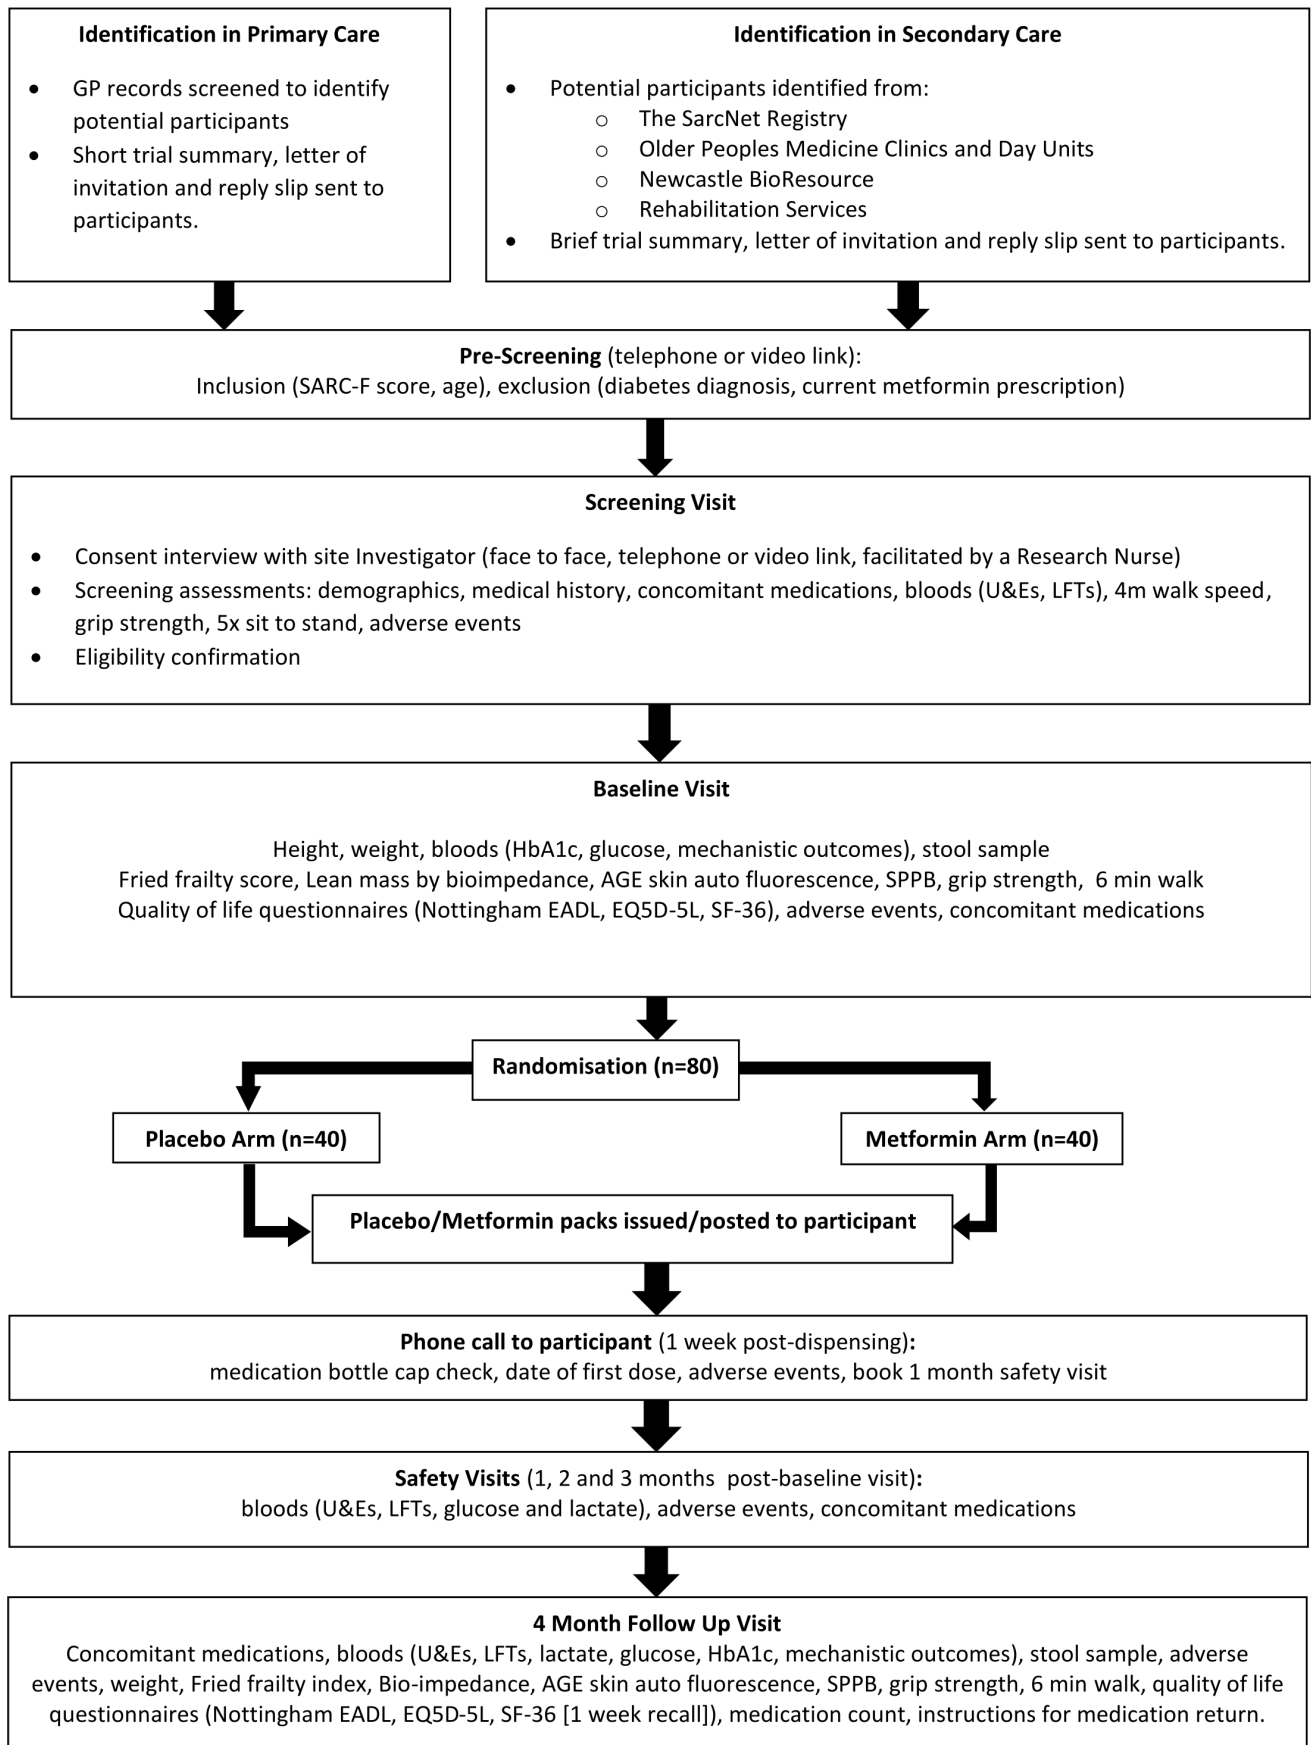 Identification in Primary Care
• GP records screened to identify
potential participants
• Short trial summary, letter of
invitation and reply slip sent to
participants.
Identification in Secondary Care
• Potential participants identified from:
o The SarcNet Registry
o Older Peoples Medicine Clinics and Day Units
o Newcastle BioResource
o Rehabilitation Services
• Brief trial summary, letter of invitation and reply slip sent to participants.
Pre-Screening (telephone or video link):
Inclusion (SARC-F score, age), exclusion (diabetes diagnosis, current metformin prescription)
Screening Visit
• Consent interview with site Investigator (face to face, telephone or video link, facilitated by a Research Nurse)
• Screening assessments: demographics, medical history, concomitant medications, bloods (U&Es, LFTs), 4m walk speed,
grip strength, 5x sit to stand, adverse events
• Eligibility confirmation
Baseline Visit
Height, weight, bloods (HbA1c, glucose, mechanistic outcomes), stool sample
Fried frailty score, Lean mass by bioimpedance, AGE skin auto fluorescence, SPPB, grip strength, 6 min walk
Quality of life questionnaires (Nottingham EADL, EQ5D-5L, SF-36), adverse events, concomitant medications
Randomisation (n=80)
Placebo Arm (n=40)
Metformin Arm (n=40)
Placebo/Metformin packs issued/posted to participant
Phone call to participant (1 week post-dispensing):
medication bottle cap check, date of first dose, adverse events, book 1 month safety visit
Safety Visits (1, 2 and 3 months post-baseline visit):
bloods (U&Es, LFTs, glucose and lactate), adverse events, concomitant medications
4 Month Follow Up Visit
Concomitant medications, bloods (U&Es, LFTs, lactate, glucose, HbA1c, mechanistic outcomes), stool sample, adverse
events, weight, Fried frailty index, Bio-impedance, AGE skin auto fluorescence, SPPB, grip strength, 6 min walk, quality of life
questionnaires (Nottingham EADL, EQ5D-5L, SF-36 [1 week recall]), medication count, instructions for medication return.